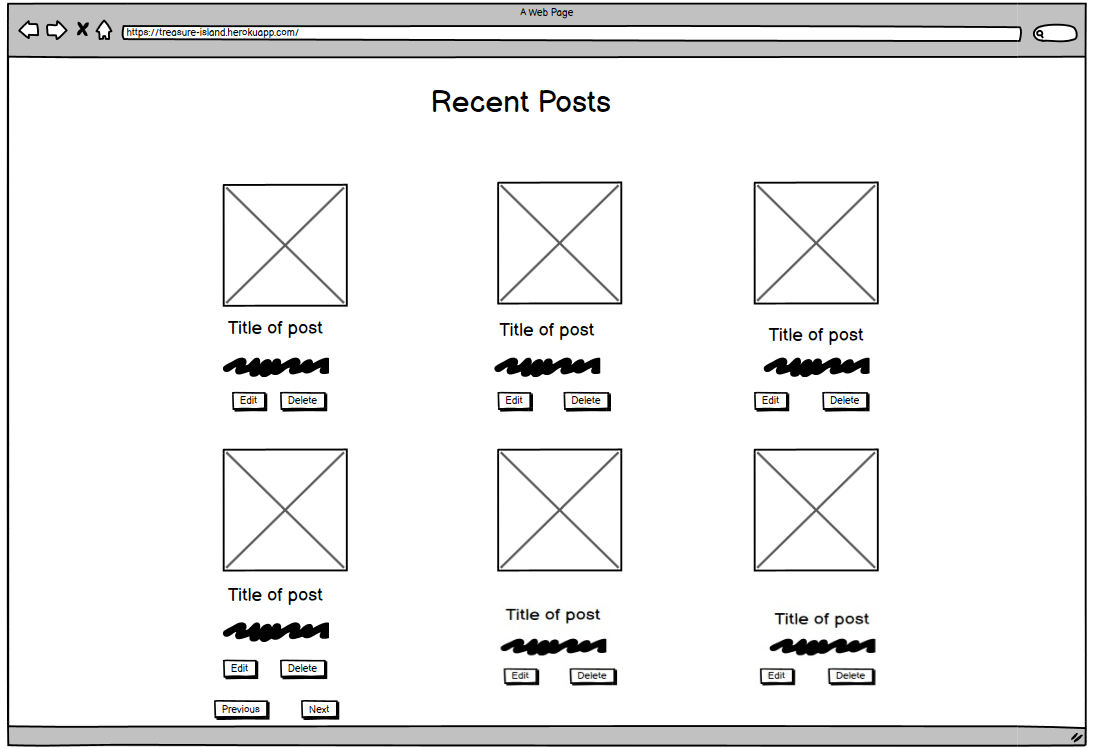 A Web Page
https://treasure-island.herokuapp.com/
Recent Posts
Title of post
Title of post
Title of post
Edit
Delete
Edit
Delete
Edit
Delete
Title of post
Title of post
Title of post
Edit
Delete
Edit
Delete
Edit
Delete
Previous
Next